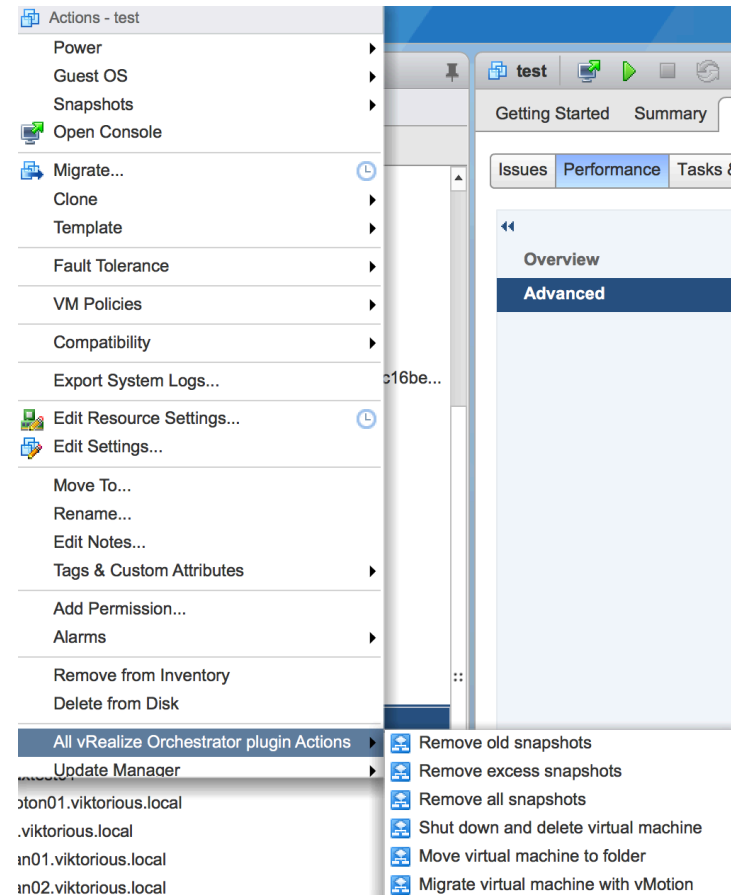 Actions - test
Power
Guest OS
Snapshots
Open Console
Migrate...
Clone
Template
Fault Tolerance
VM Policies
Compatibility
Export System Logs...
Edit Resource Settings...
Edit Settings...
Move To...
Rename...
Edit Notes...
Tags & Custom Attributes
Add Permission...
Alarms
Remove from Inventory
Delete from Disk
All vRealize Orchestrator plugin Actions
Update Manager
Remove old snapshots
Remove excess snapshots
Remove all snapshots
Shut down and delete virtual machine
Move virtual machine to folder
Migrate virtual machine with vMotion
test
Getting Started Summary
Issues Performance Tasks &
Overview
Advanced
c16be...
oton01.viktorious.local
.viktorious.local
an01.viktorious.local
an02.viktorious.local